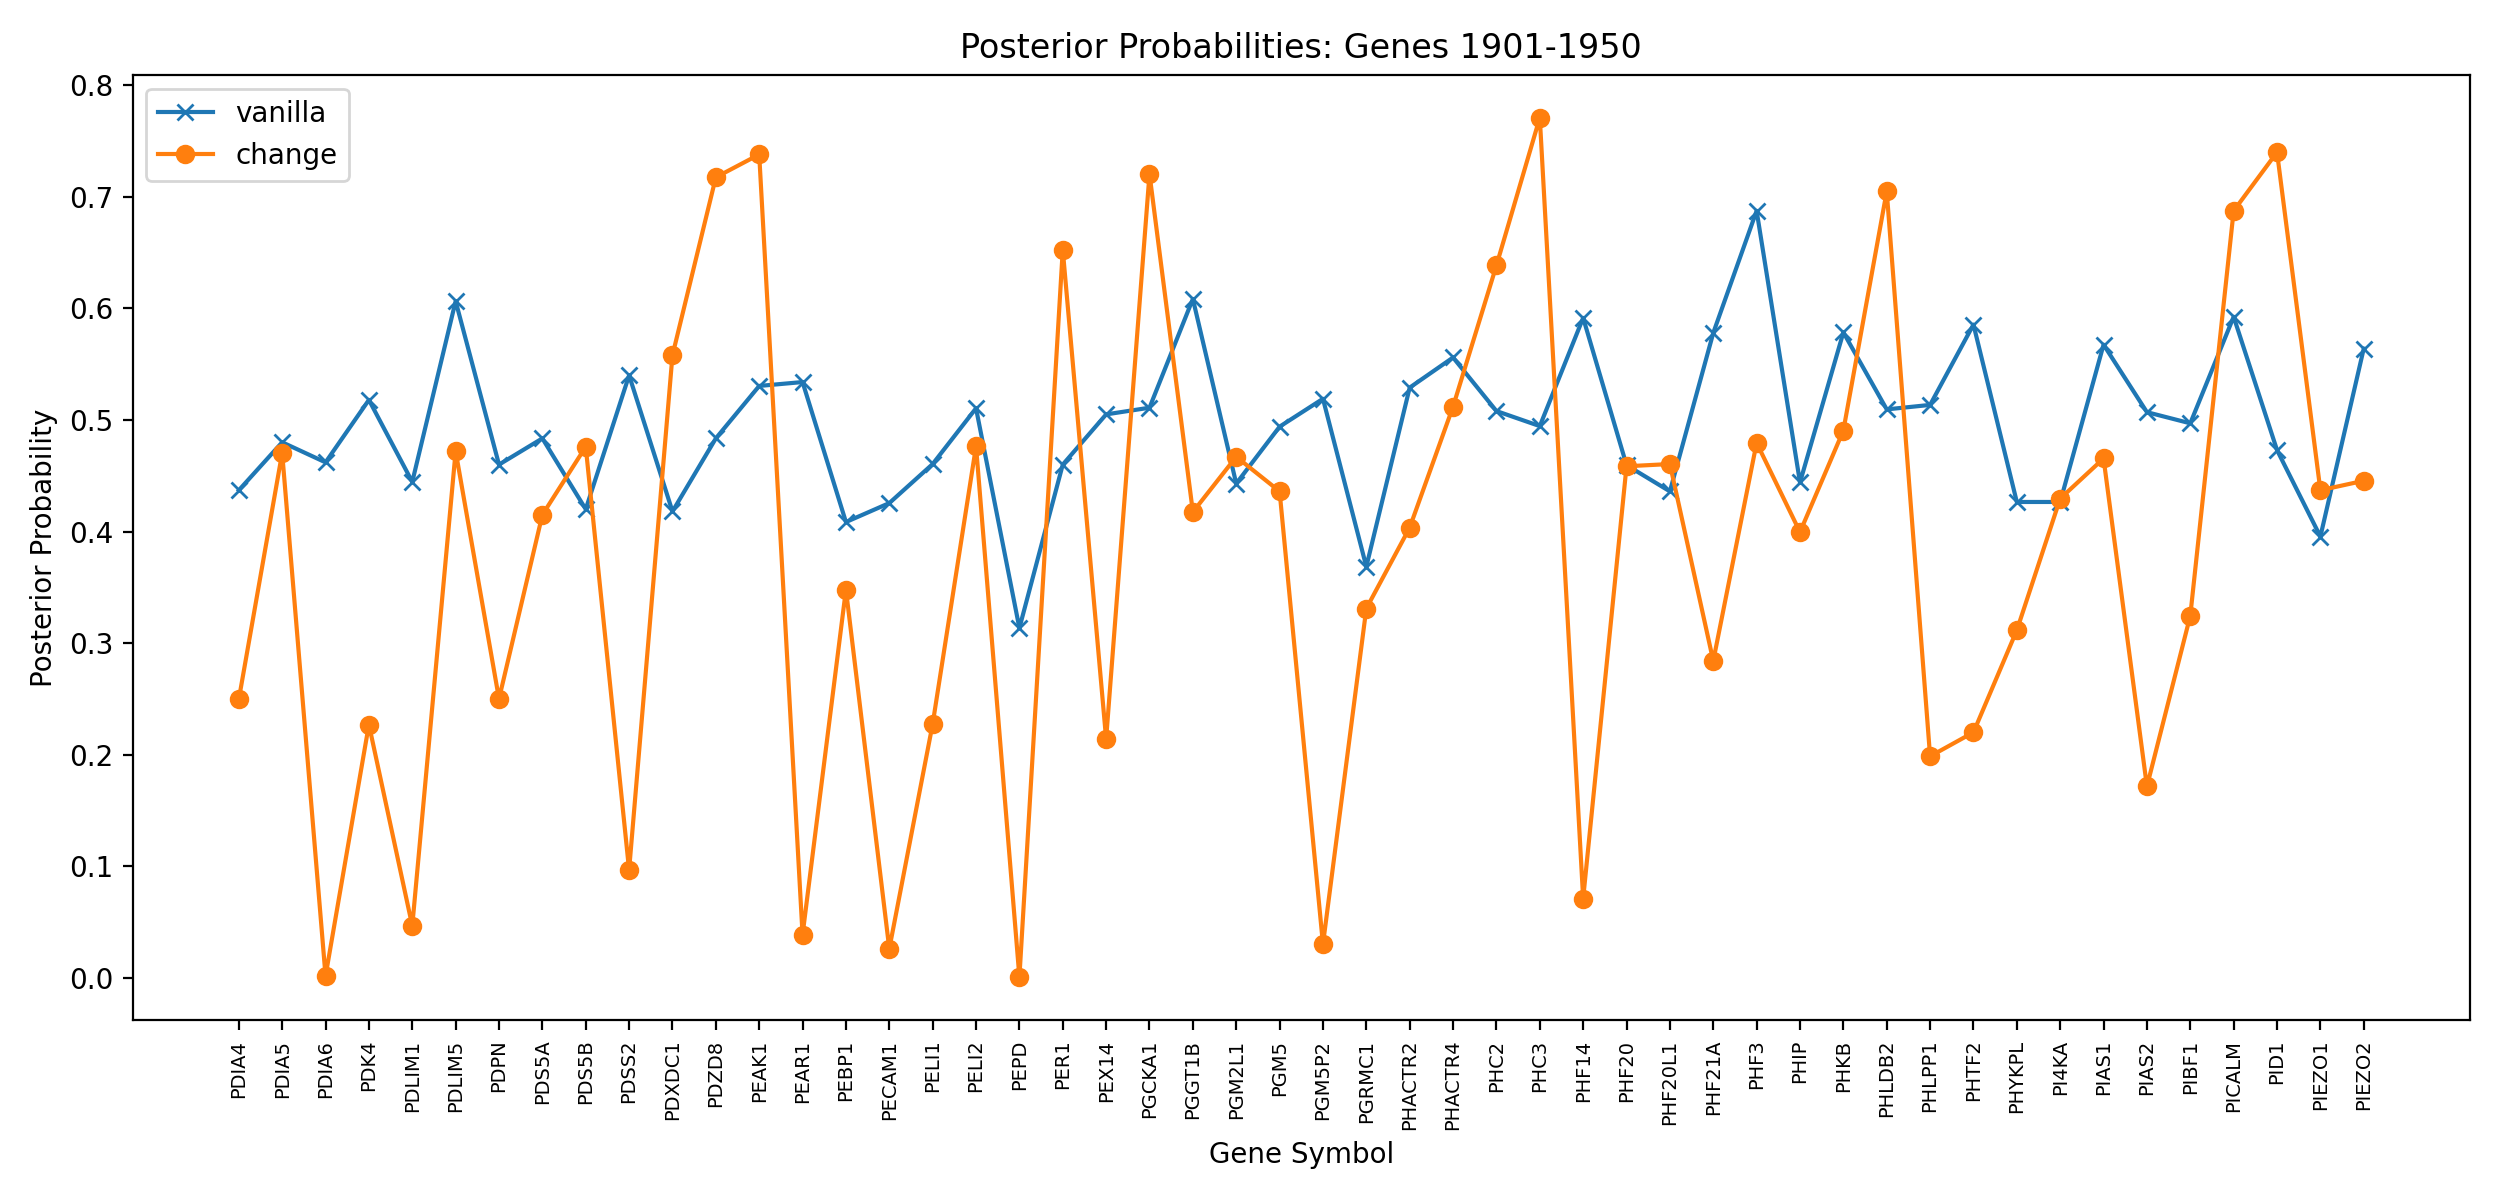 Posterior Probabilities: Genes 1901-1950
vanilla
change
Posterior Probability
0.8
0.7
0.6
0.5
0.4
0.3
0.2
0.1
0.0
PDIA4
PDIA5
PDIA6
PDK4
PDLIM1
PDLIM5
PDPN
PDS5A
PDS5B
PDSS2
PDXDC1
PDZD8
PEAK1
PEAR1
PEBP1
PECAM1
PELI1
PELI2
PEPD
PER1
PEX14
PGCKA1
PGGT1B
PGM2L1
PGM5
PGM5P2
PGRMC1
PHACTR2
PHACTR4
PHC2
PHC3
PHF14
PHF20
PHF20L1
PHF21A
PHF3
PHIP
PHKB
PHLDB2
PHLPP1
PHTF2
PHYKPL
PI4KA
PIAS1
PIAS2
PIBF1
PICALM
PID1
PIEZO1
PIEZO2
Gene Symbol